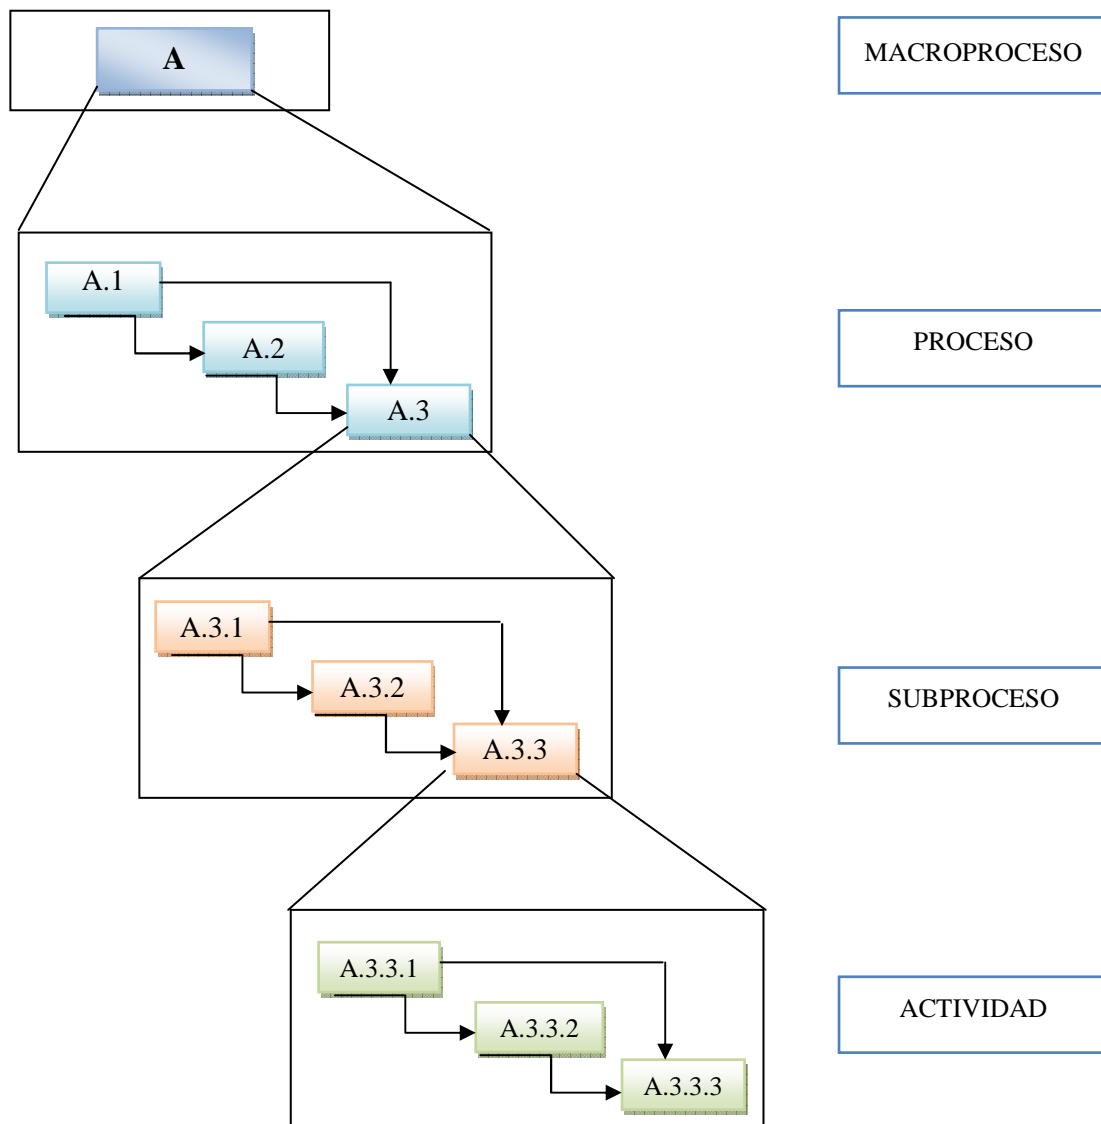 A
MACROPROCESO
A.1
A.2
A.3
PROCESO
A.3.1
A.3.2
A.3.3
SUBPROCESO
A.3.3.1
A.3.3.2
A.3.3.3
ACTIVIDAD